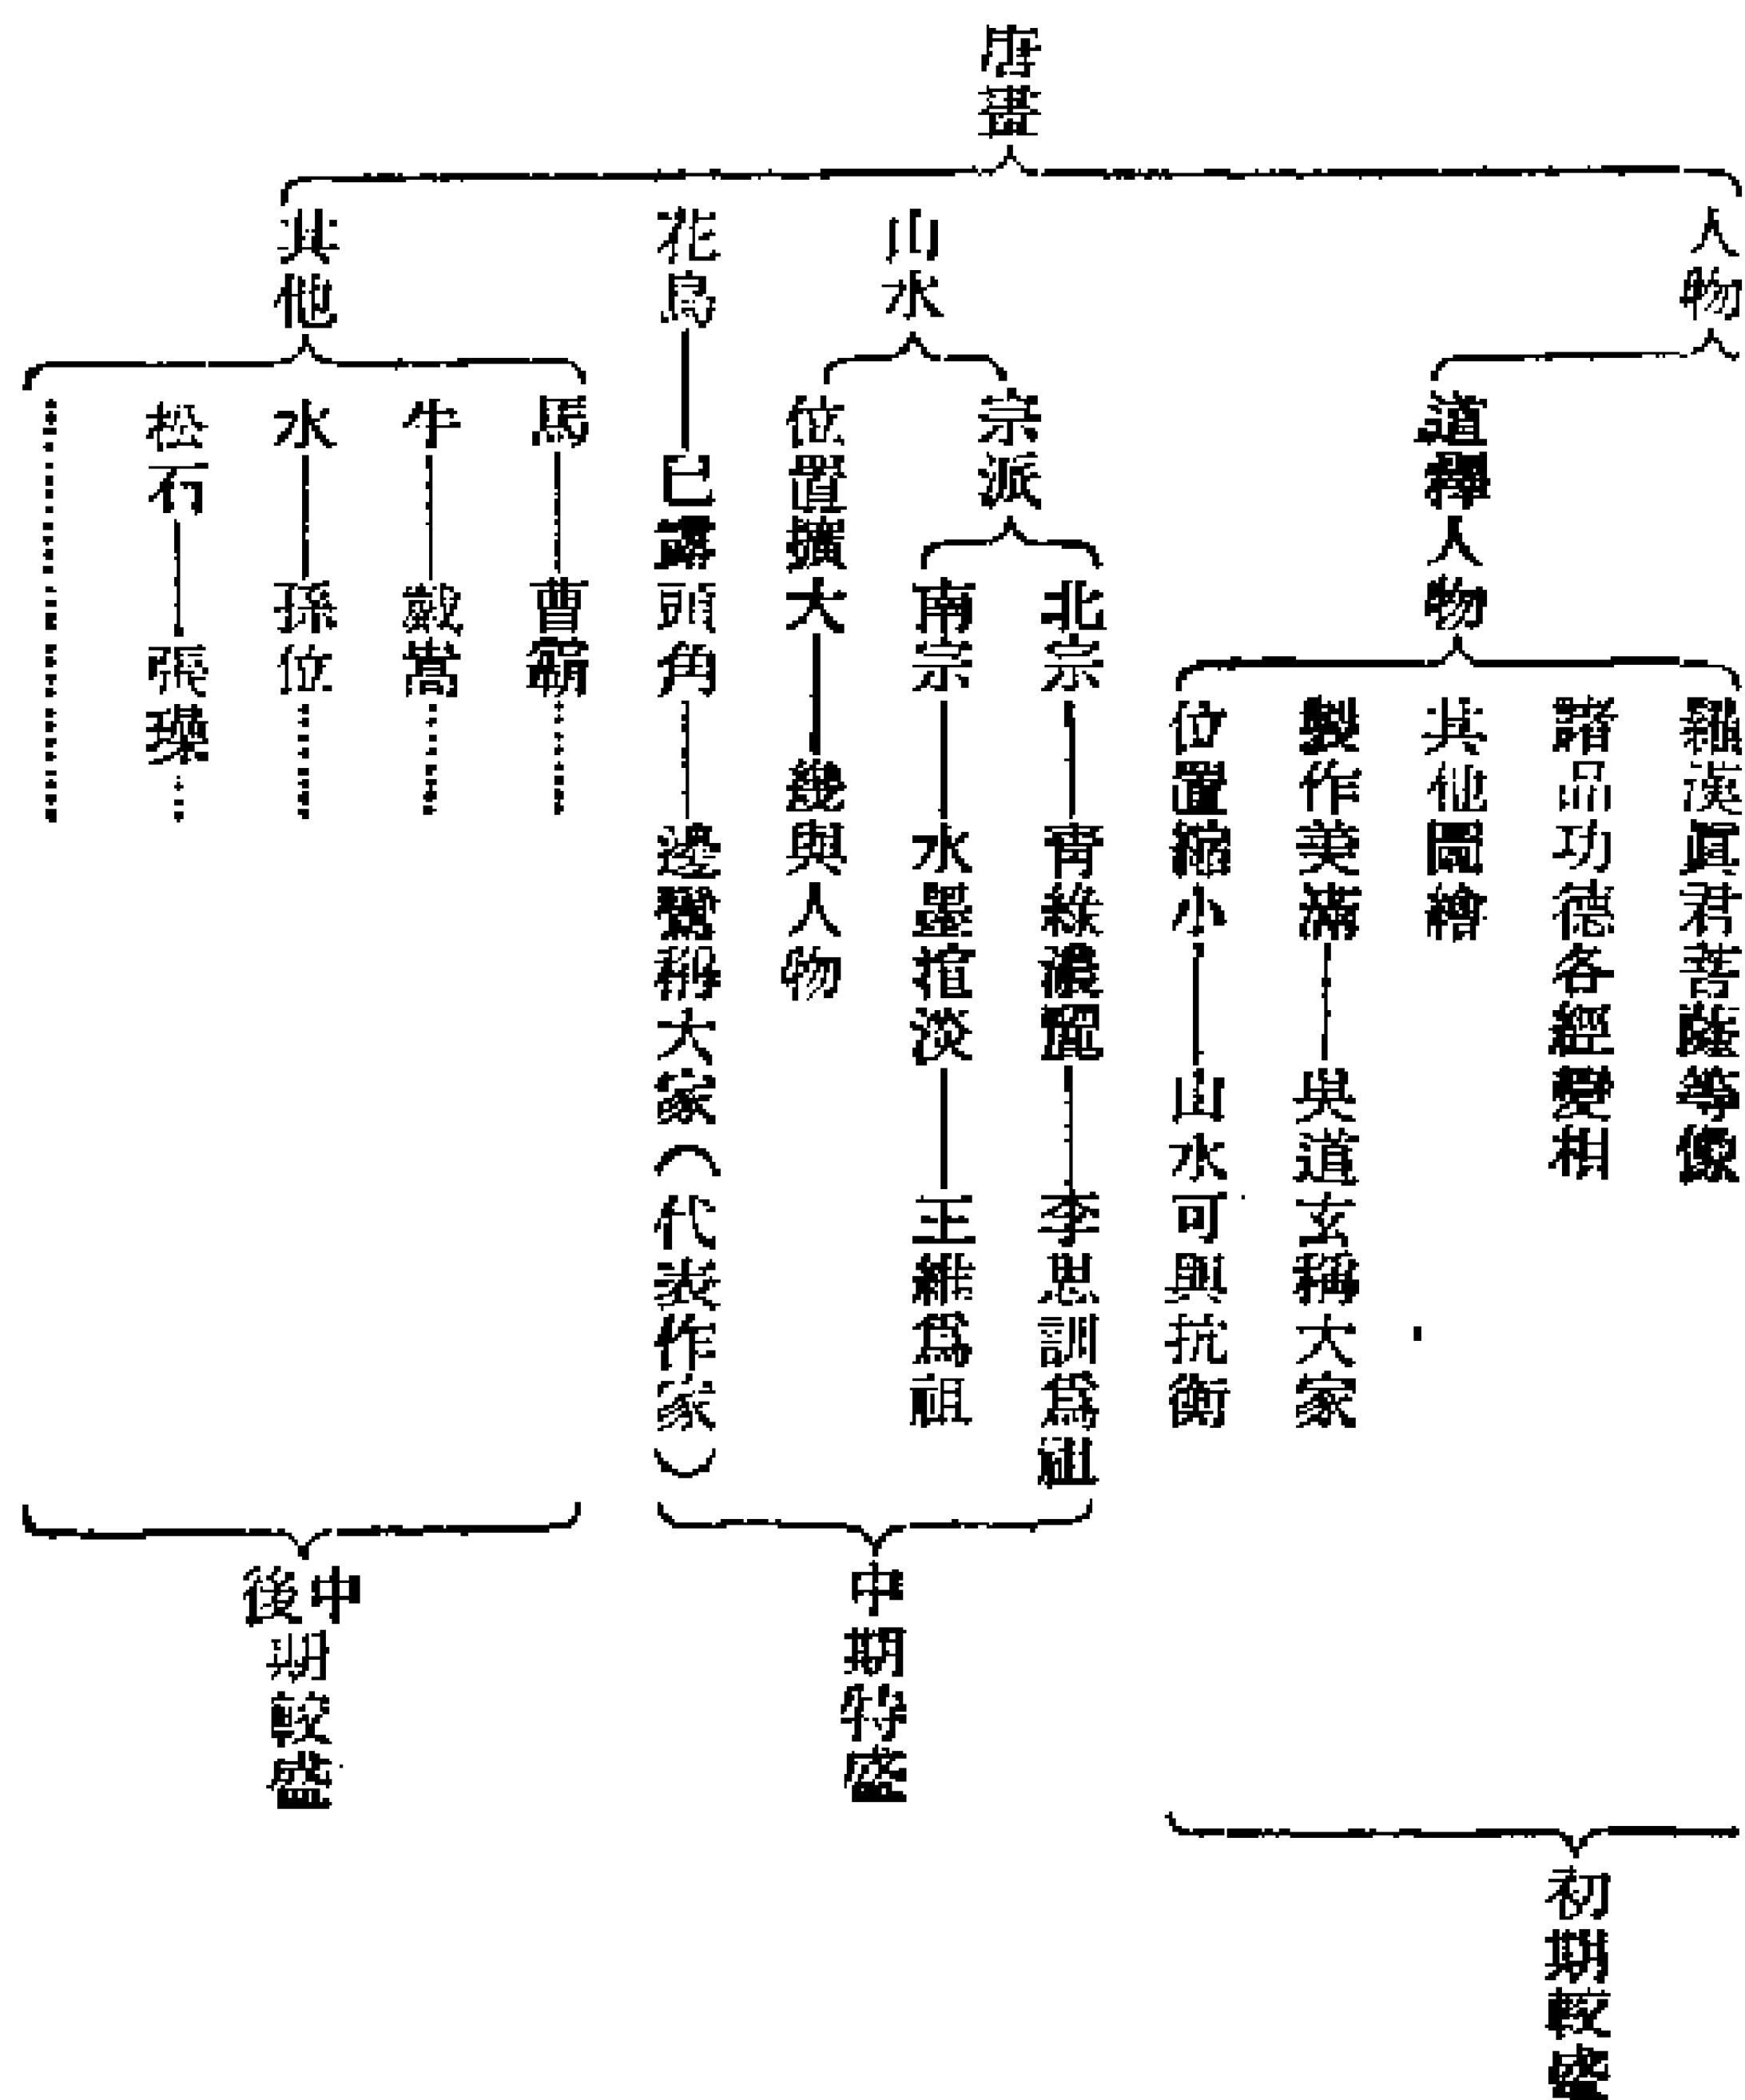 唐畫
人物
道釋人物
羅漢眞君菩薩等像
諸品功德各經變相
其他圖繪
製作美滿——吳道玄稱大家
位置縮小——山水可與抗衡
初期較盛
山水
宗派
北宗——青綠濃麗——李思訓爲祖
南宗——水墨渲淡——王維爲祖
位置擴大——幾與人物
花鳥——已露頭角——邊鸞稱大家(代表作家)
中期特盛
其他
馬——曹霸……
牛——戴嵩……
水——孫位……
松石——張璪…
…………
中後期較盛